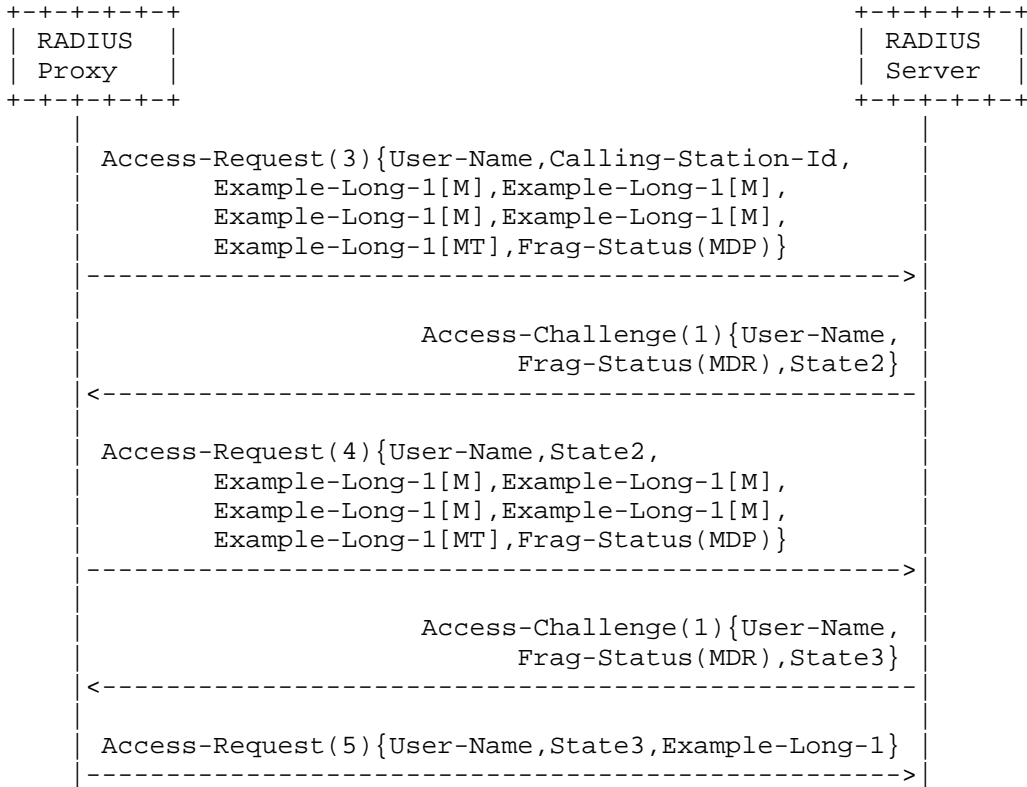 +-+-+-+-+-+                                          +-+-+-+-+-+
| RADIUS  |                                          | RADIUS  |
| Proxy   |                                          | Server  |
+-+-+-+-+-+                                          +-+-+-+-+-+
    |                                                    |
    | Access-Request(3){User-Name,Calling-Station-Id,    |
    |        Example-Long-1[M],Example-Long-1[M],        |
    |        Example-Long-1[M],Example-Long-1[M],        |
    |        Example-Long-1[MT],Frag-Status(MDP)}        |
    |--------------------------------------------------->|
    |                                                    |
    |                     Access-Challenge(1){User-Name, |
    |                           Frag-Status(MDR),State2} |
    |<---------------------------------------------------|
    |                                                    |
    | Access-Request(4){User-Name,State2,                |
    |        Example-Long-1[M],Example-Long-1[M],        |
    |        Example-Long-1[M],Example-Long-1[M],        |
    |        Example-Long-1[MT],Frag-Status(MDP)}        |
    |--------------------------------------------------->|
    |                                                    |
    |                     Access-Challenge(1){User-Name, |
    |                           Frag-Status(MDR),State3} |
    |<---------------------------------------------------|
    |                                                    |
    | Access-Request(5){User-Name,State3,Example-Long-1} |
    |--------------------------------------------------->|